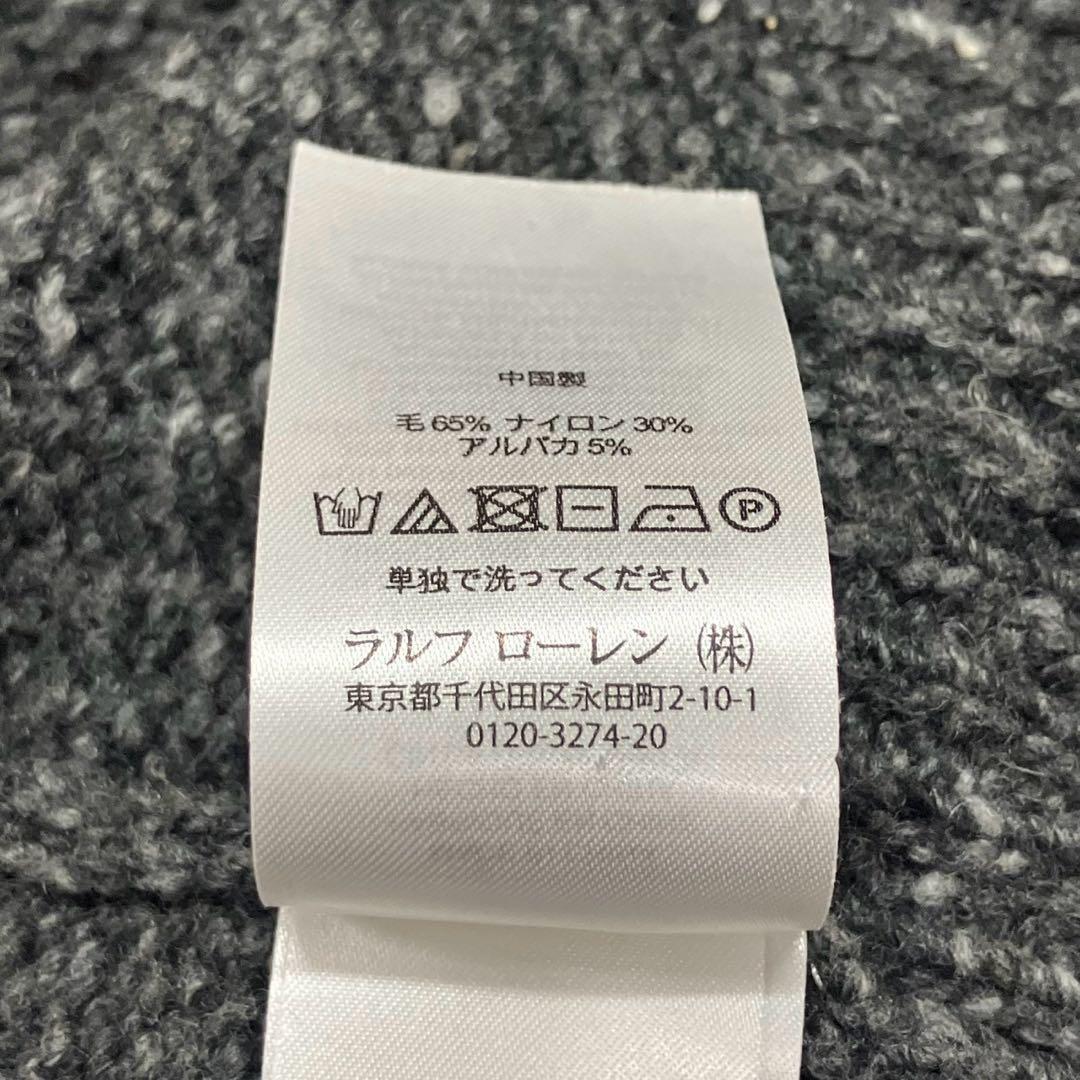 中国製
毛 65% ナイロン 30%
アルパカ 5%
P
単独で洗ってください
ラルフ ローレン (株)
東京都千代田区永田町2-10-1
0120-3274-20